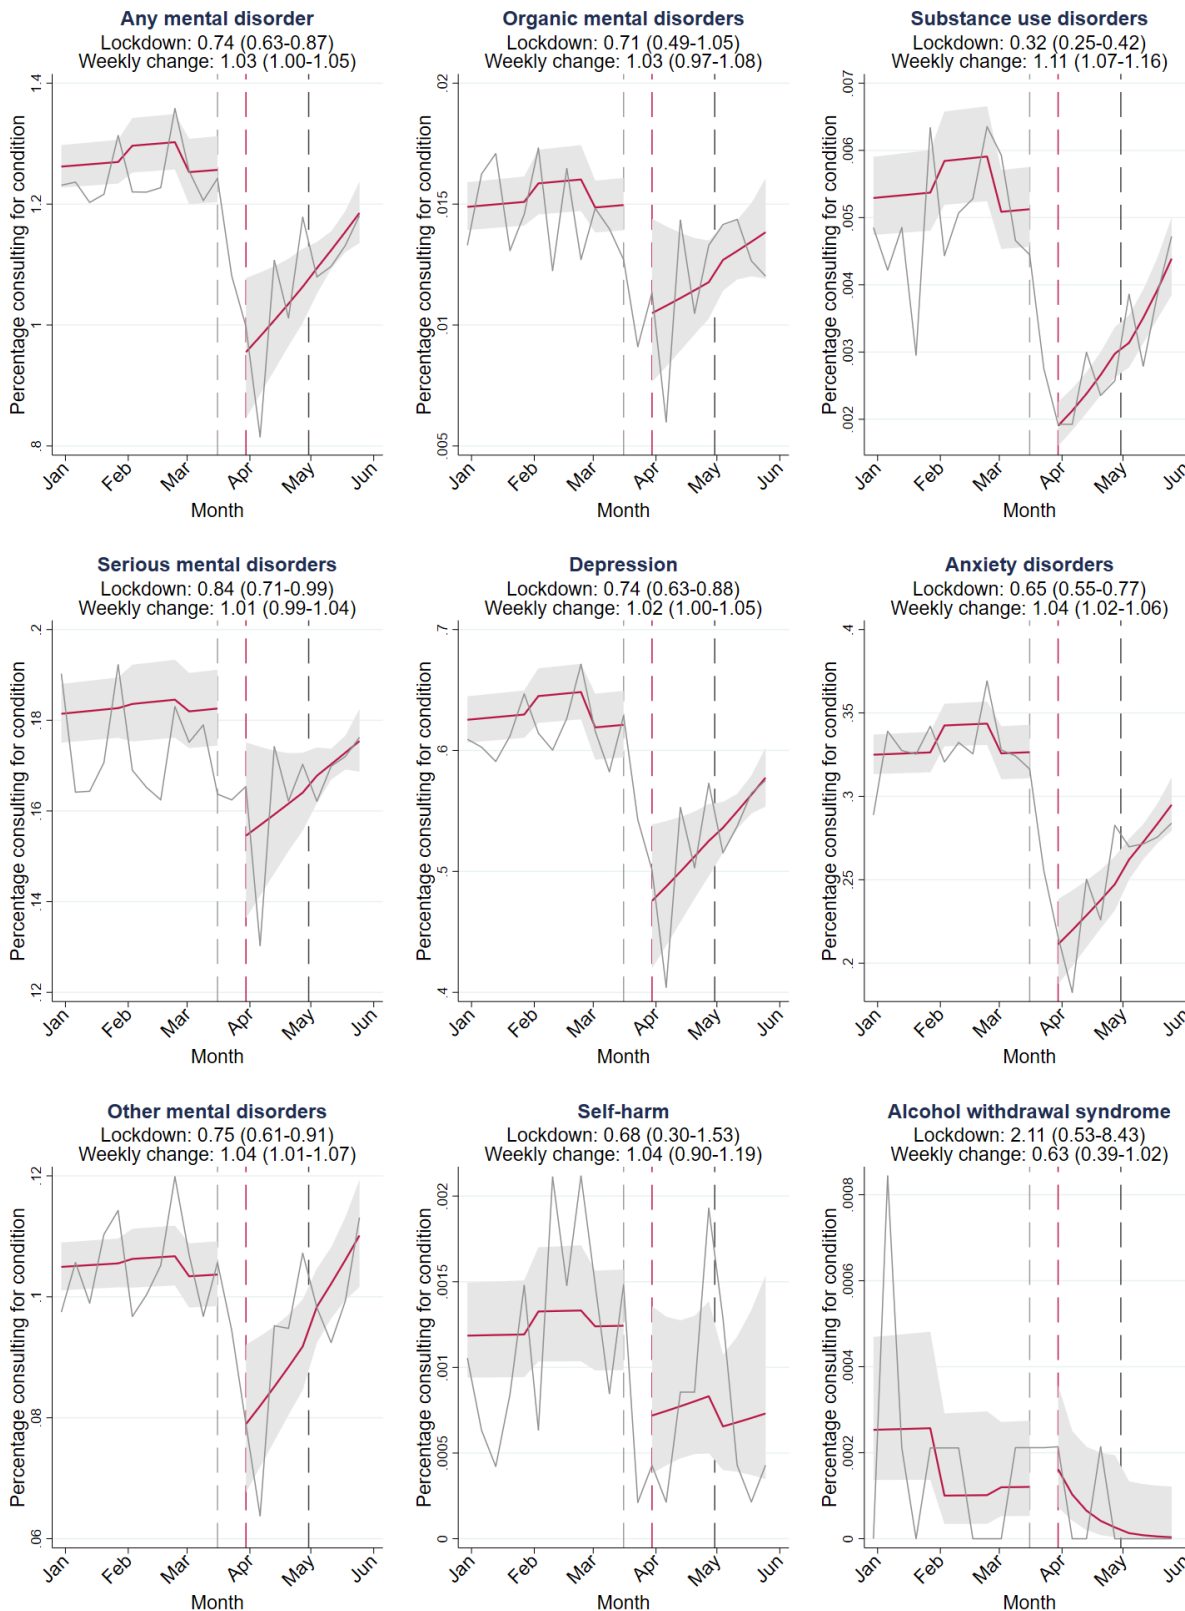 Any mental disorder
Lockdown: 0.74 (0.63-0.87)
Weekly change: 1.03 (1.00-1.05)
Percentage consulting for condition
1.4
1.2
1
.8
Jan Feb Mar Apr May Jun
Month
Organic mental disorders
Lockdown: 0.71 (0.49-1.05)
Weekly change: 1.03 (0.97-1.08)
Percentage consulting for condition
.02
.015
.01
.005
Jan Feb Mar Apr May Jun
Month
Substance use disorders
Lockdown: 0.32 (0.25-0.42)
Weekly change: 1.11 (1.07-1.16)
Percentage consulting for condition
.007
.006
.005
.004
.003
.002
Jan Feb Mar Apr May Jun
Month
Serious mental disorders
Lockdown: 0.84 (0.71-0.99)
Weekly change: 1.01 (0.99-1.04)
Percentage consulting for condition
.2
.18
.16
.14
.12
Jan Feb Mar Apr May Jun
Month
Depression
Lockdown: 0.74 (0.63-0.88)
Weekly change: 1.02 (1.00-1.05)
Percentage consulting for condition
.7
.6
.5
.4
Jan Feb Mar Apr May Jun
Month
Anxiety disorders
Lockdown: 0.65 (0.55-0.77)
Weekly change: 1.04 (1.02-1.06)
Percentage consulting for condition
.4
.35
.3
.25
.2
Jan Feb Mar Apr May Jun
Month
Other mental disorders
Lockdown: 0.75 (0.61-0.91)
Weekly change: 1.04 (1.01-1.07)
Percentage consulting for condition
.12
.1
.08
.06
Jan Feb Mar Apr May Jun
Month
Self-harm
Lockdown: 0.68 (0.30-1.53)
Weekly change: 1.04 (0.90-1.19)
Percentage consulting for condition
.002
.0015
.001
.0005
0
Jan Feb Mar Apr May Jun
Month
Alcohol withdrawal syndrome
Lockdown: 2.11 (0.53-8.43)
Weekly change: 0.63 (0.39-1.02)
Percentage consulting for condition
.0008
.0006
.0004
.0002
0
Jan Feb Mar Apr May Jun
Month